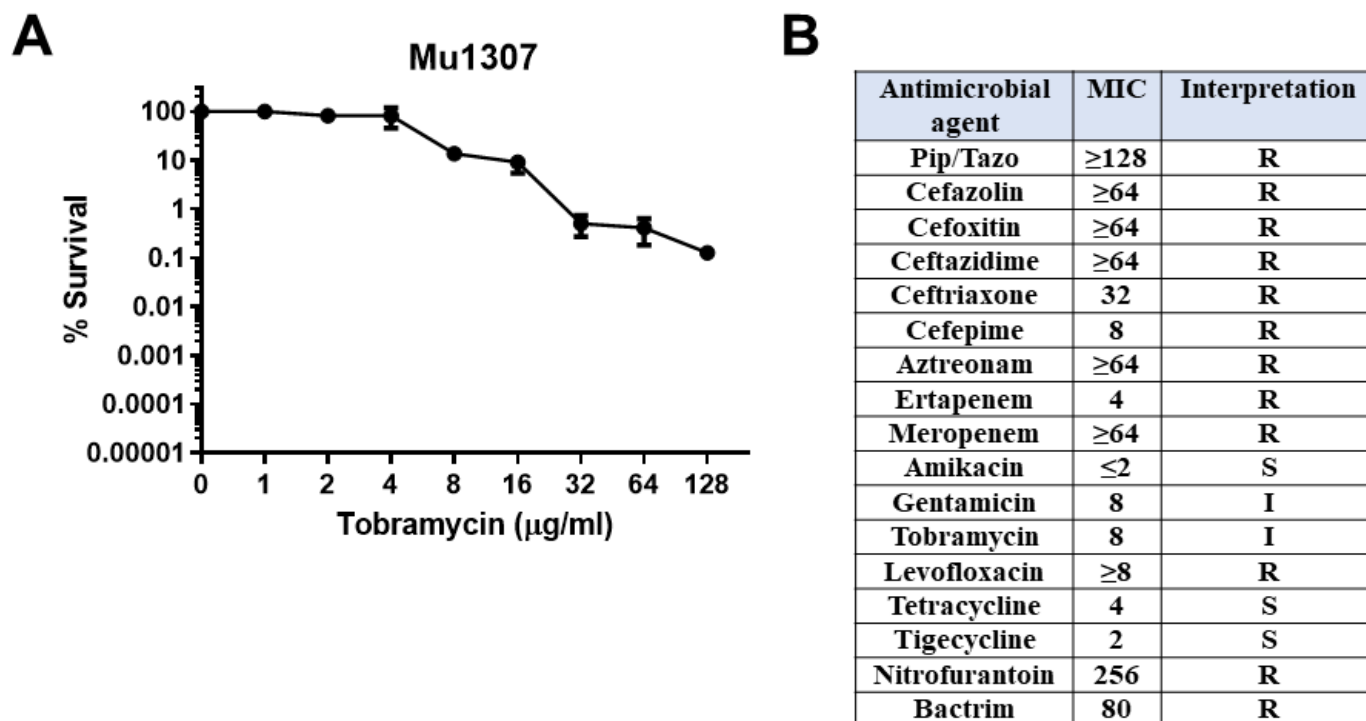 A
Mu1307
% Survival
100
10
1
0.1
0.01
0.001
0.0001
0.00001
0 1 2 4 8 16 32 64 128
Tobramycin (μg/ml)
B
Antimicrobial agent MIC Interpretation
Pip/Tazo ≥128 R
Cefazolin ≥64 R
Cefoxitin ≥64 R
Ceftazidime ≥64 R
Ceftriaxone 32 R
Cefepime 8 R
Aztreonam ≥64 R
Ertapenem 4 R
Meropenem ≥64 R
Amikacin ≤2 S
Gentamicin 8 I
Tobramycin 8 I
Levofloxacin ≥8 R
Tetracycline 4 S
Tigecycline 2 S
Nitrofurantoin 256 R
Bactrim 80 R